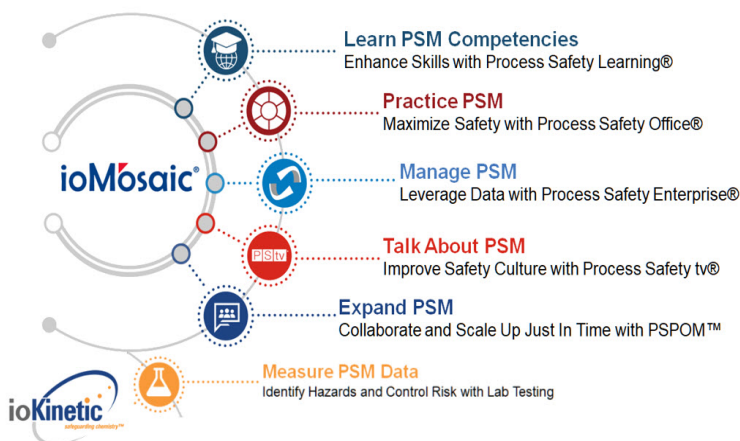 Learn PSM Competencies
Enhance Skills with Process Safety Learning®
Practice PSM
Maximize Safety with Process Safety Office®
ioMosaic®
Manage PSM
Leverage Data with Process Safety Enterprise®
PStv
Talk About PSM
Improve Safety Culture with Process Safety tv®
Expand PSM
Collaborate and Scale Up Just In Time with PSPOM™
Measure PSM Data
Identify Hazards and Control Risk with Lab Testing
ioKinetic
safeguarding chemistry™